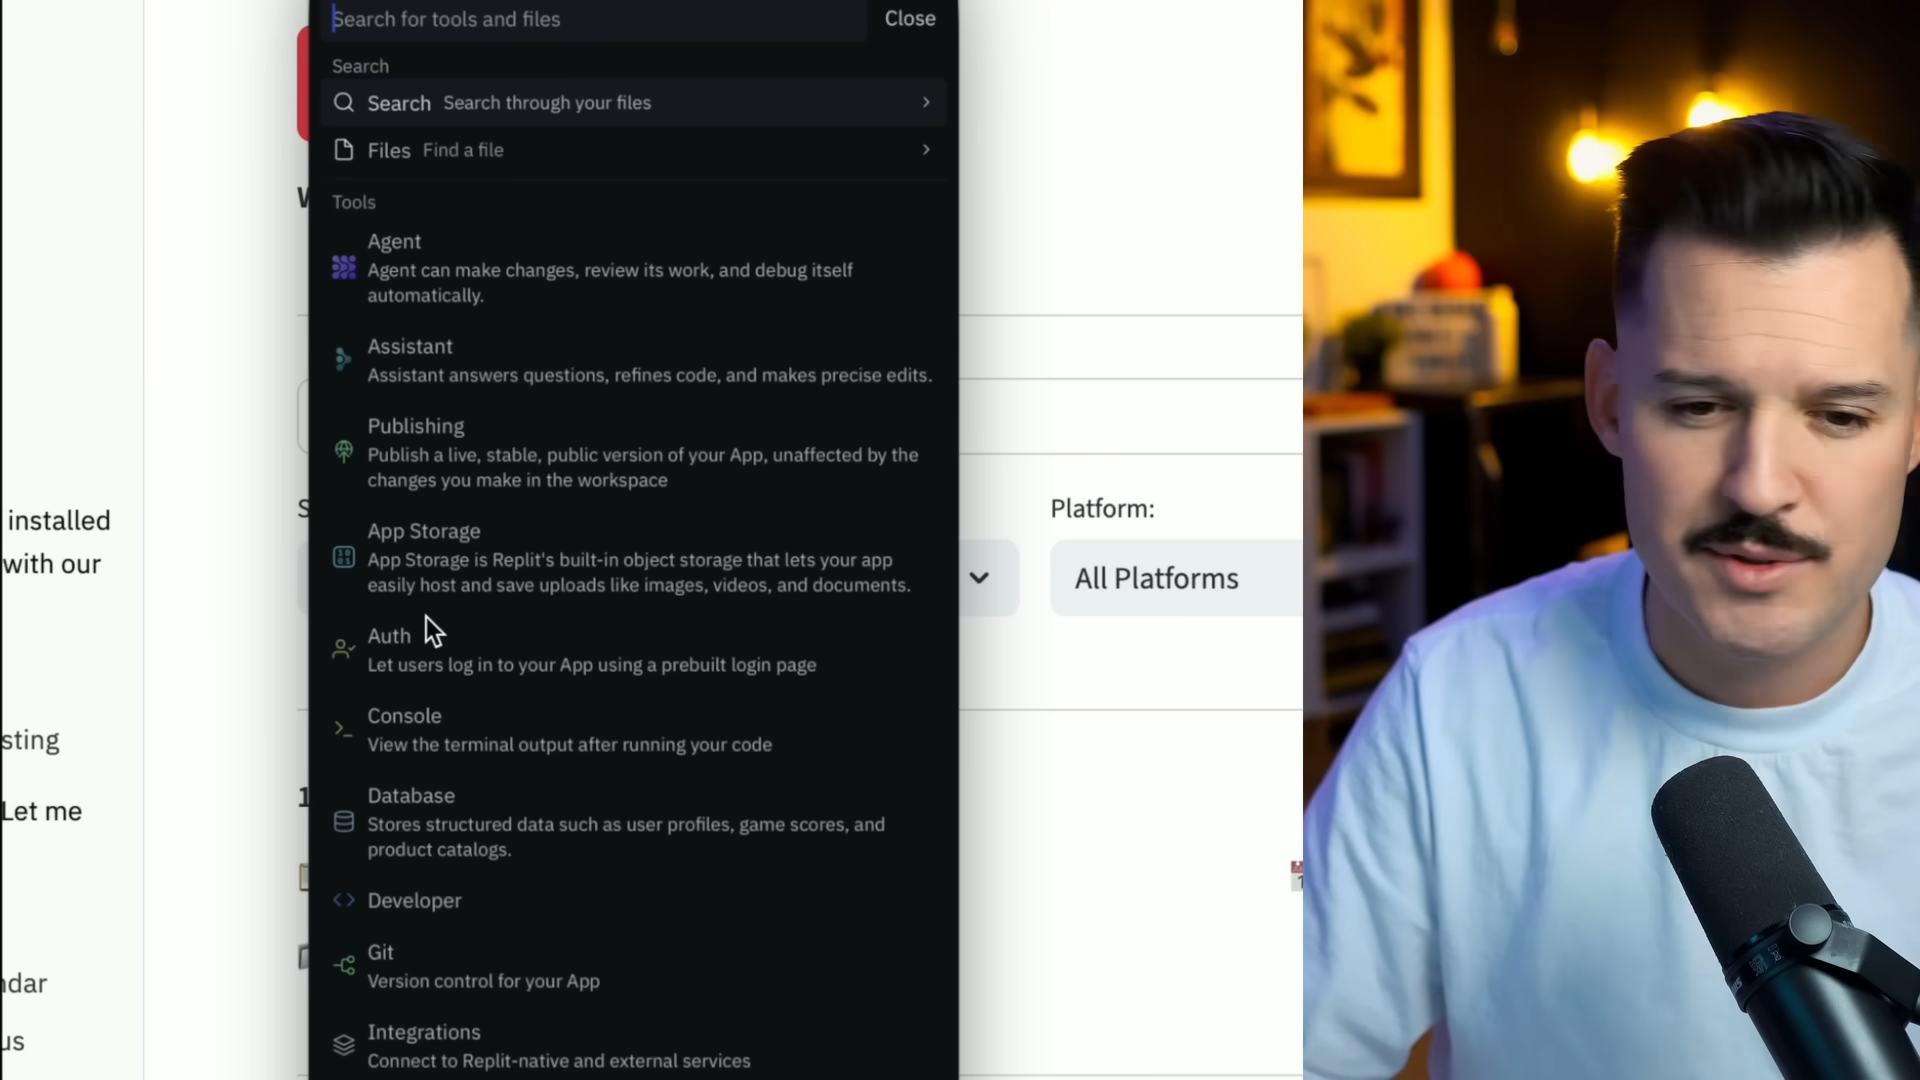 Search for tools and files
Close
Search
Search Search through your files
Files Find a file
Tools
Agent
Agent can make changes, review its work, and debug itself
automatically.
Assistant
Assistant answers questions, refines code, and makes precise edits.
Publishing
Publish a live, stable, public version of your App, unaffected by the
changes you make in the workspace
App Storage
App Storage is Replit's built-in object storage that lets your app
easily host and save uploads like images, videos, and documents.
Auth
Let users log in to your App using a prebuilt login page
Console
View the terminal output after running your code
Database
Stores structured data such as user profiles, game scores, and
product catalogs.
Developer
Git
Version control for your App
Integrations
Connect to Replit-native and external services
installed
with our
sting
Let me
ndar
us
Platform:
All Platforms